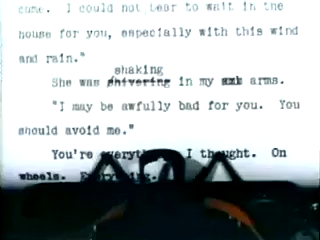 came. I could not bear to wait in the
house for you, especially with this wind
and rain."
shaking
She was shivering in my arms.
"I may be awfully bad for you. You
should avoid me."
You're everyth I thought. On
wheels.